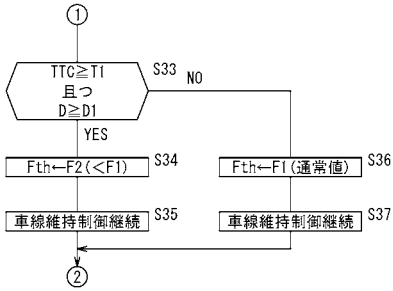 ①
TTC≧T1
且つ
D≧D1
S33
NO
YES
Fth←F2(<F1)
S34
Fth←F1(通常値)
S36
車線維持制御継続
S35
車線維持制御継続
S37
②